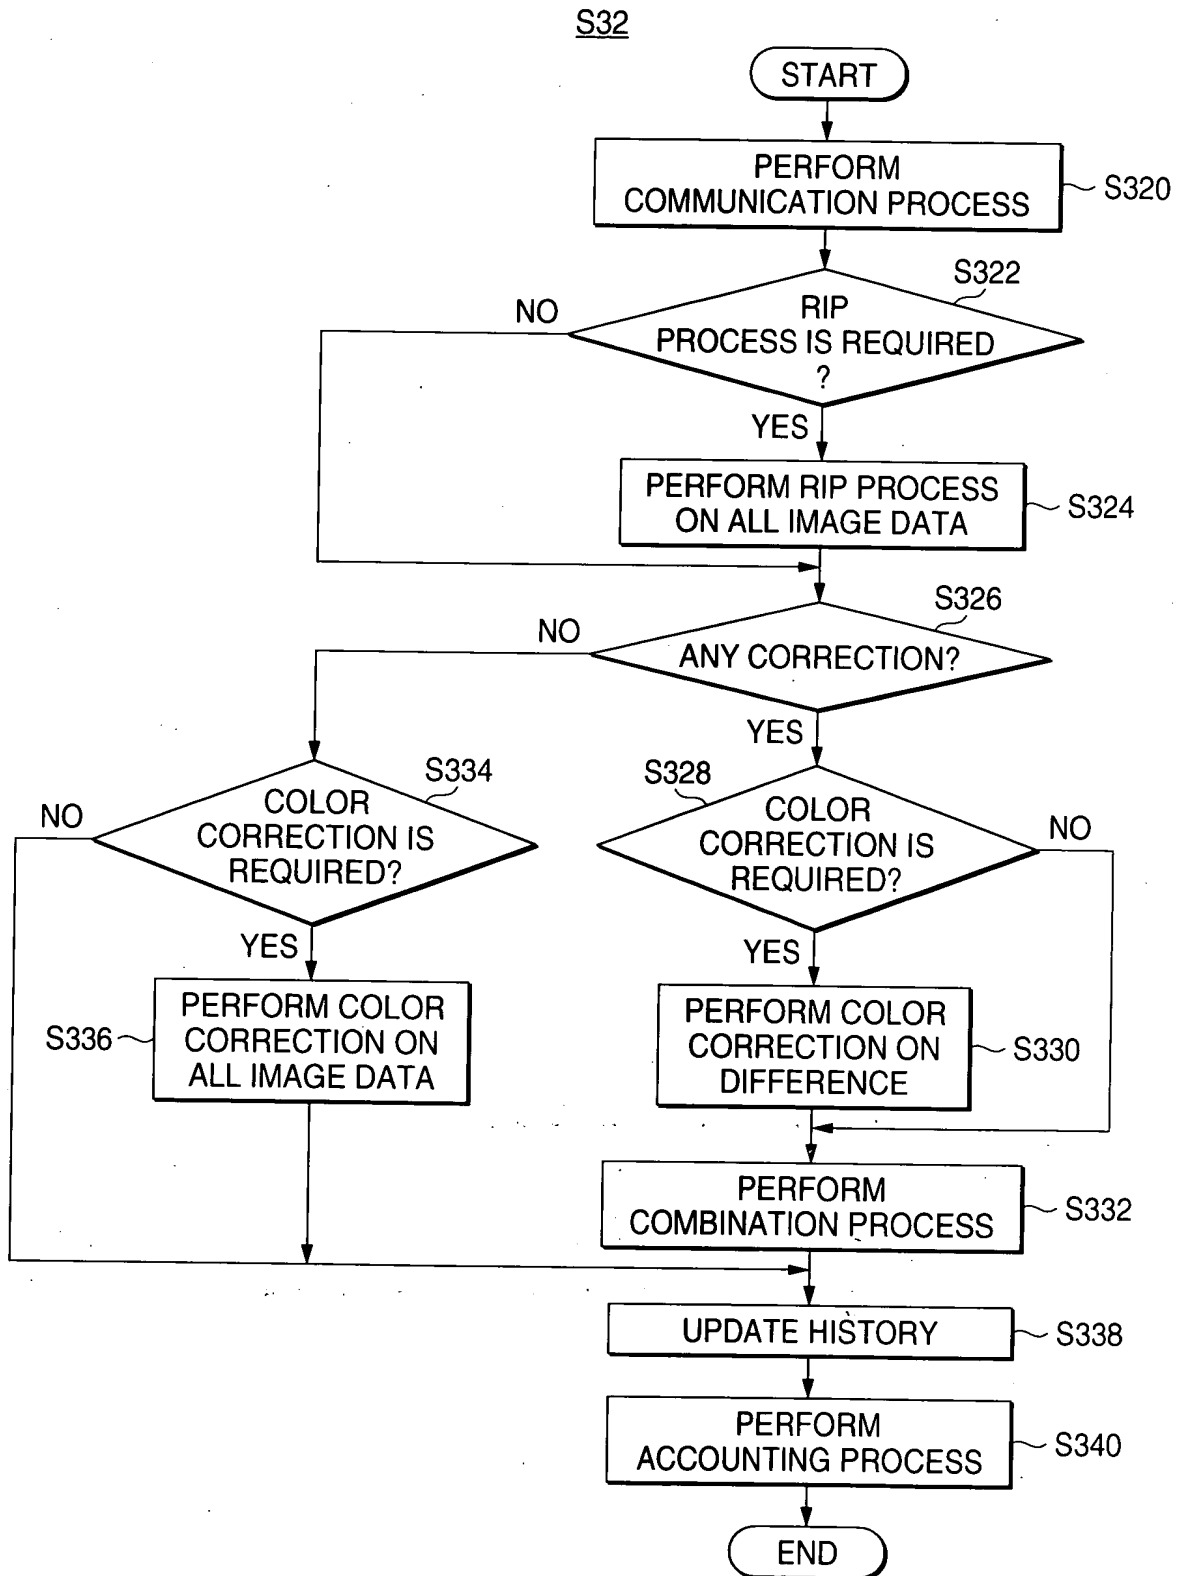 S32
START
PERFORM
COMMUNICATION PROCESS
S320
S322
NO
RIP
PROCESS IS REQUIRED
?
YES
PERFORM RIP PROCESS
ON ALL IMAGE DATA
S324
S326
NO
ANY CORRECTION?
YES
S334
NO
COLOR
CORRECTION IS
REQUIRED?
YES
S328
COLOR
CORRECTION IS
REQUIRED?
NO
YES
S336
PERFORM COLOR
CORRECTION ON
ALL IMAGE DATA
PERFORM COLOR
CORRECTION ON
DIFFERENCE
S330
PERFORM
COMBINATION PROCESS
S332
UPDATE HISTORY
S338
PERFORM
ACCOUNTING PROCESS
S340
END